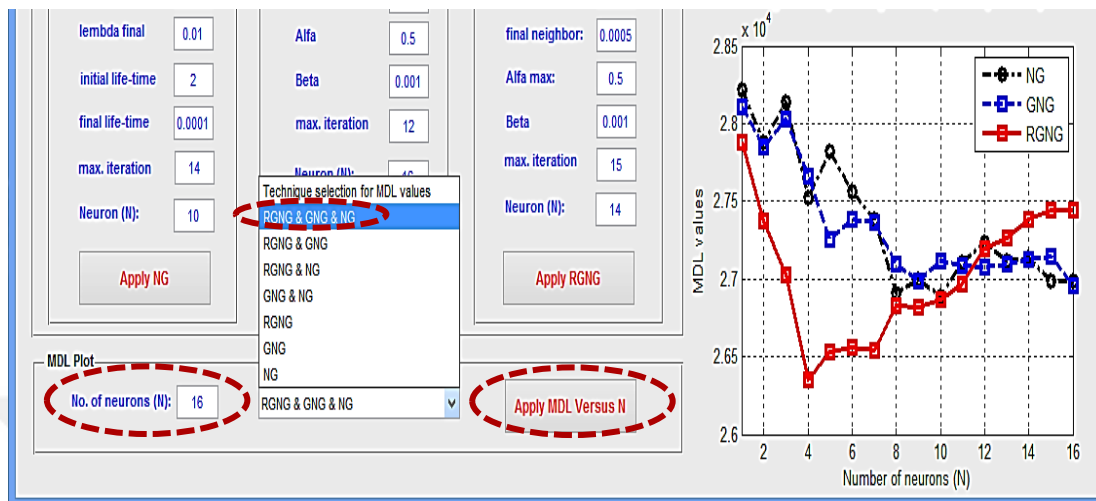 lembda final 0.01
initial life-time 2
final life-time 0.0001
max. iteration 14
Neuron (N): 10
Apply NG
Alfa 0.5
Beta 0.001
max. iteration 12
Neuron (N):
Technique selection for MDL values
RGNG & GNG & NG
RGNG & GNG
RGNG & NG
GNG & NG
RGNG
GNG
NG
final neighbor: 0.0005
Alfa max: 0.5
Beta 0.001
max. iteration 15
Neuron (N): 14
Apply RGNG
MDL Plot
No. of neurons (N): 16
RGNG & GNG & NG
Apply MDL Versus N
x 10^4
2.85
2.8
2.75
2.7
2.65
2.6
MDL values
NG
GNG
RGNG
2 4 6 8 10 12 14 16
Number of neurons (N)